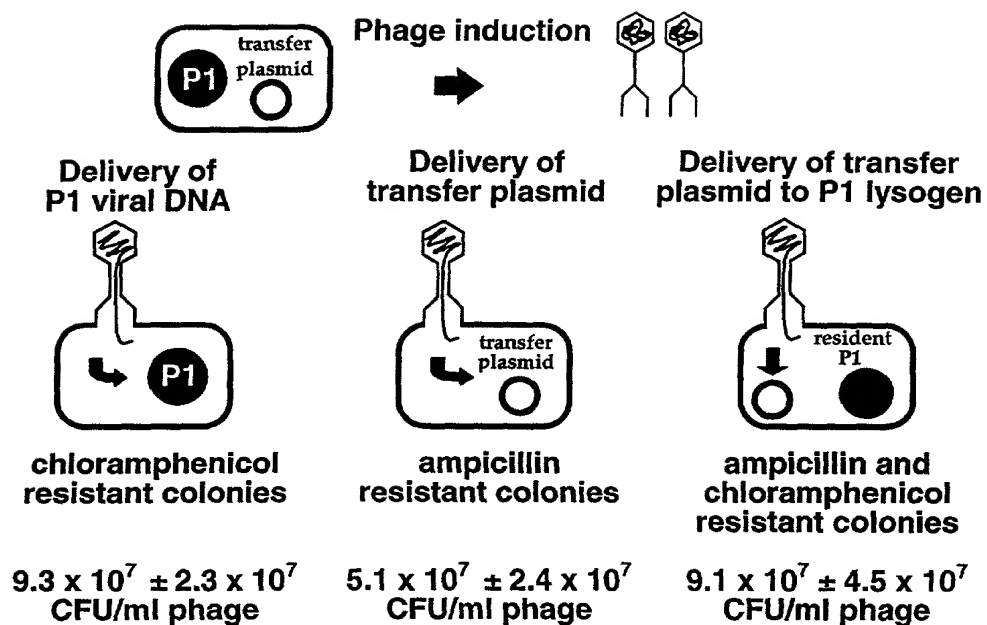 P1
transfer
plasmid
Phage induction
Delivery of
P1 viral DNA
P1
chloramphenicol
resistant colonies
9.3 x 10⁷ ± 2.3 x 10⁷
CFU/ml phage
Delivery of
transfer plasmid
transfer
plasmid
ampicillin
resistant colonies
5.1 x 10⁷ ± 2.4 x 10⁷
CFU/ml phage
Delivery of transfer
plasmid to P1 lysogen
resident
P1
ampicillin and
chloramphenicol
resistant colonies
9.1 x 10⁷ ± 4.5 x 10⁷
CFU/ml phage